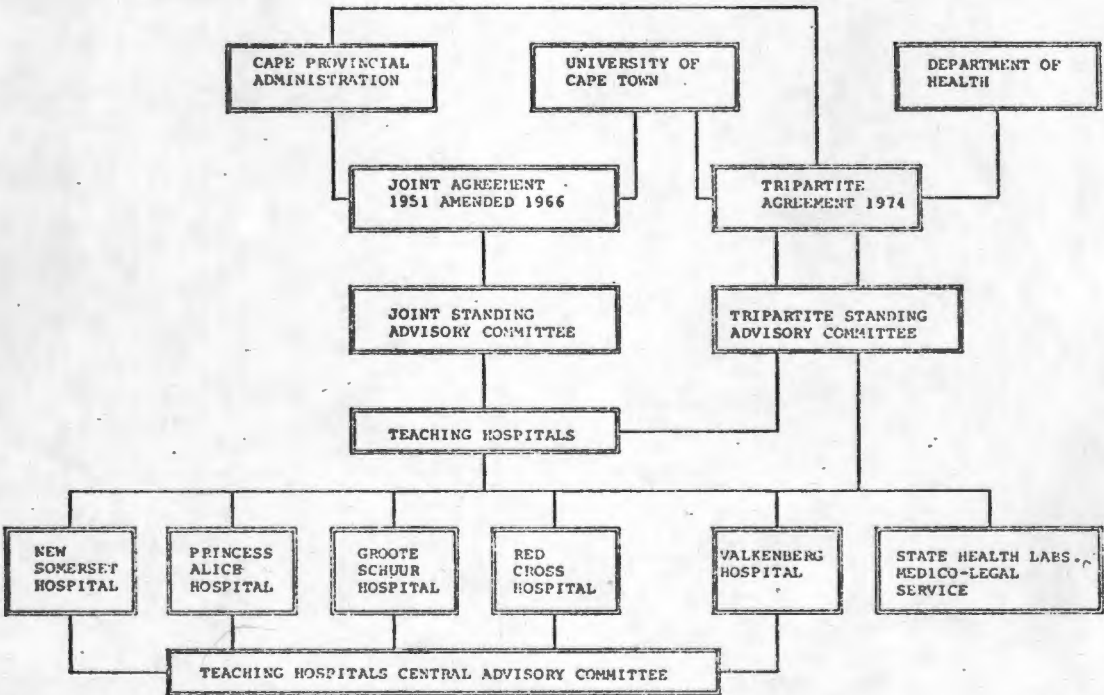 CAPE PROVINCIAL
ADMINISTRATION
UNIVERSITY OF
CAPE TOWN
DEPARTMENT OF
HEALTH
JOINT AGREEMENT
1951 AMENDED 1966
TRIPARTITE
AGREEMENT 1974
JOINT STANDING
ADVISORY COMMITTEE
TRIPARTITE STANDING
ADVISORY COMMITTEE
TEACHING HOSPITALS
NEW
SOMERSET
HOSPITAL
PRINCESS
ALICE
HOSPITAL
GROOTE
SCHUUR
HOSPITAL
RED
CROSS
HOSPITAL
VALKENBERG
HOSPITAL
STATE HEALTH LABS.
MEDICO-LEGAL
SERVICE
TEACHING HOSPITALS CENTRAL ADVISORY COMMITTEE